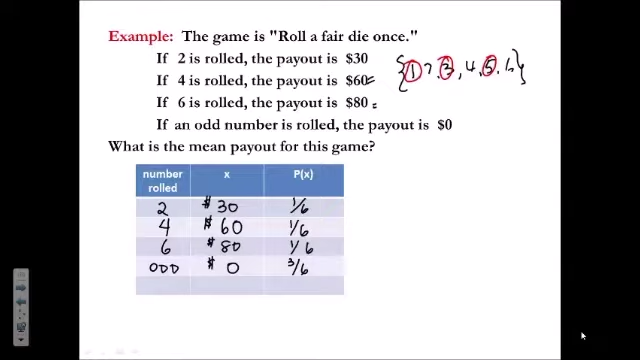 Example: The game is "Roll a fair die once."
If 2 is rolled, the payout is $30
If 4 is rolled, the payout is $60 =
If 6 is rolled, the payout is $80 =
If an odd number is rolled, the payout is $0
{1, 2, 3, 4, 5, 6}
What is the mean payout for this game?
number rolled x P(x)
2 $30 1/6
4 $60 1/6
6 $80 1/6
ODD $0 3/6